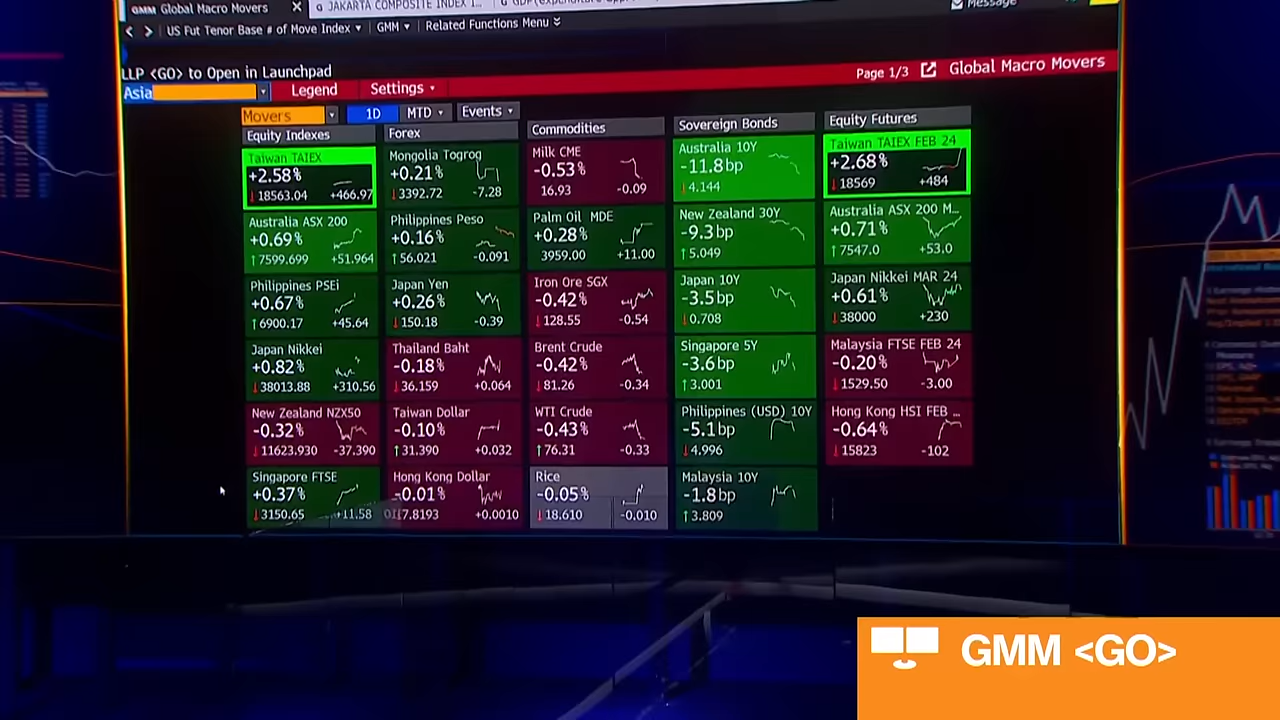 GMM Global Macro Movers
JAKARTA COMPOSITE INDEX
US Fut Tenor Base # of Move Index
GMM
Related Functions Menu
Message
LLP <GO> to Open in Launchpad
Page 1/3
Global Macro Movers
Asia
Legend
Settings
Movers
1D
MTD
Events
Equity Indexes
Taiwan TAIEX
+2.58%
↓18563.04 +466.97
Australia ASX 200
+0.69%
↑7599.699 +51.964
Philippines PSEi
+0.67%
↑6900.17 +45.64
Japan Nikkei
+0.82%
↓38013.88 +310.56
New Zealand NZX50
-0.32%
↓11623.930 -37.390
Singapore FTSE
+0.37%
↓3150.65 +11.58
Forex
Mongolia Togrog
+0.21%
↓3392.72 -7.28
Philippines Peso
+0.16%
↑56.021 -0.091
Japan Yen
+0.26%
↓150.18 -0.39
Thailand Baht
-0.18%
↓36.159 +0.064
Taiwan Dollar
-0.10%
↑31.390 +0.032
Hong Kong Dollar
-0.01%
7.8193 +0.0010
Commodities
Milk CME
-0.53%
16.93 -0.09
Palm Oil MDE
+0.28%
3959.00 +11.00
Iron Ore SGX
-0.42%
↓128.55 -0.54
Brent Crude
-0.42%
↓81.26 -0.34
WTI Crude
-0.43%
↑76.31 -0.33
Rice
-0.05%
↓18.610 -0.010
Sovereign Bonds
Australia 10Y
-11.8bp
↓4.144
New Zealand 30Y
-9.3bp
↑5.049
Japan 10Y
-3.5bp
↓0.708
Singapore 5Y
-3.6bp
↑3.001
Philippines (USD) 10Y
-5.1bp
↓4.996
Malaysia 10Y
-1.8bp
↑3.809
Equity Futures
Taiwan TAIEX FEB 24
+2.68%
↓18569 +484
Australia ASX 200 M...
+0.71%
↑7547.0 +53.0
Japan Nikkei MAR 24
+0.61%
↓38000 +230
Malaysia FTSE FEB 24
-0.20%
↓1529.50 -3.00
Hong Kong HSI FEB ...
-0.64%
↓15823 -102
GMM <GO>